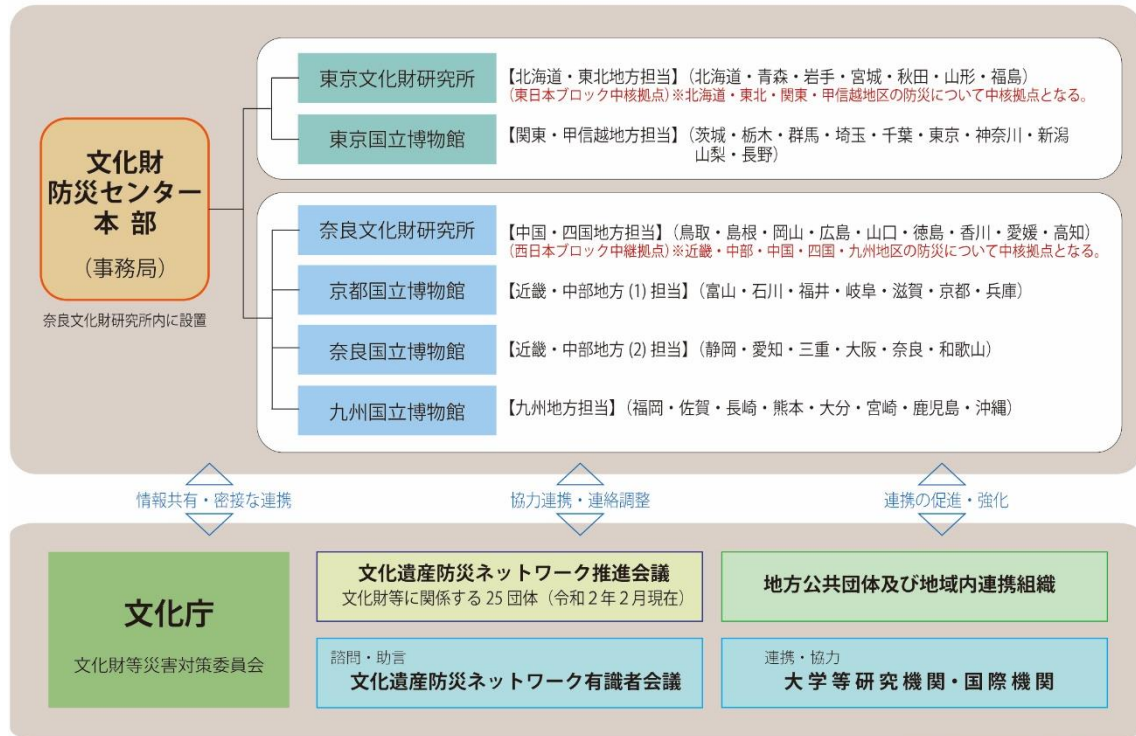 文化財
防災センター
本 部
（事務局）
奈良文化財研究所内に設置
東京文化財研究所
【北海道・東北地方担当】（北海道・青森・岩手・宮城・秋田・山形・福島）
(東日本ブロック中核拠点) ※北海道・東北・関東・甲信越地区の防災について中核拠点となる。
東京国立博物館
【関東・甲信越地方担当】（茨城・栃木・群馬・埼玉・千葉・東京・神奈川・新潟
山梨・長野）
奈良文化財研究所
【中国・四国地方担当】（鳥取・島根・岡山・広島・山口・徳島・香川・愛媛・高知）
(西日本ブロック中継拠点) ※近畿・中部・中国・四国・九州地区の防災について中核拠点となる。
京都国立博物館
【近畿・中部地方 (1) 担当】（富山・石川・福井・岐阜・滋賀・京都・兵庫）
奈良国立博物館
【近畿・中部地方 (2) 担当】（静岡・愛知・三重・大阪・奈良・和歌山）
九州国立博物館
【九州地方担当】（福岡・佐賀・長崎・熊本・大分・宮崎・鹿児島・沖縄）
情報共有・密接な連携
協力連携・連絡調整
連携の促進・強化
文化庁
文化財等災害対策委員会
文化遺産防災ネットワーク推進会議
文化財等に関係する 25 団体（令和２年２月現在）
地方公共団体及び地域内連携組織
諮問・助言
文化遺産防災ネットワーク有識者会議
連携・協力
大学等研究機関・国際機関